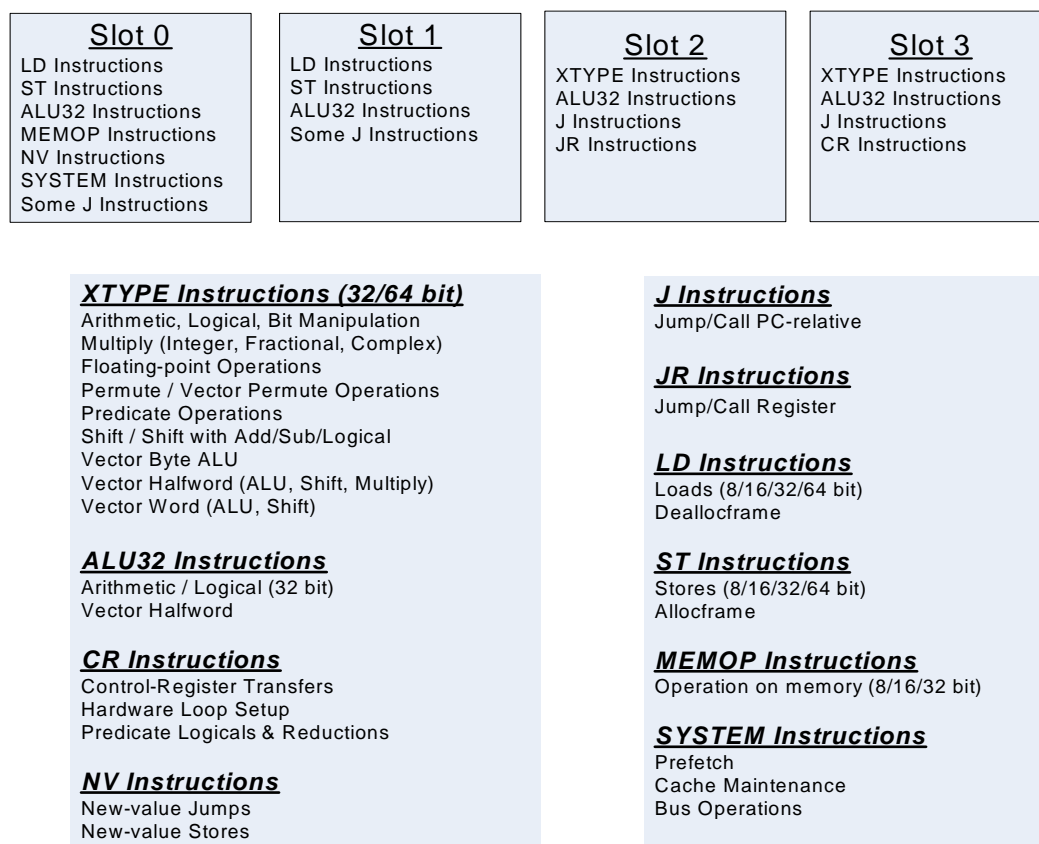 Slot 0
LD Instructions
ST Instructions
ALU32 Instructions
MEMOP Instructions
NV Instructions
SYSTEM Instructions
Some J Instructions
Slot 1
LD Instructions
ST Instructions
ALU32 Instructions
Some J Instructions
Slot 2
XTYPE Instructions
ALU32 Instructions
J Instructions
JR Instructions
Slot 3
XTYPE Instructions
ALU32 Instructions
J Instructions
CR Instructions
XTYPE Instructions (32/64 bit)
Arithmetic, Logical, Bit Manipulation
Multiply (Integer, Fractional, Complex)
Floating-point Operations
Permute / Vector Permute Operations
Predicate Operations
Shift / Shift with Add/Sub/Logical
Vector Byte ALU
Vector Halfword (ALU, Shift, Multiply)
Vector Word (ALU, Shift)
ALU32 Instructions
Arithmetic / Logical (32 bit)
Vector Halfword
CR Instructions
Control-Register Transfers
Hardware Loop Setup
Predicate Logicals & Reductions
NV Instructions
New-value Jumps
New-value Stores
J Instructions
Jump/Call PC-relative
JR Instructions
Jump/Call Register
LD Instructions
Loads (8/16/32/64 bit)
Deallocframe
ST Instructions
Stores (8/16/32/64 bit)
Allocframe
MEMOP Instructions
Operation on memory (8/16/32 bit)
SYSTEM Instructions
Prefetch
Cache Maintenance
Bus Operations